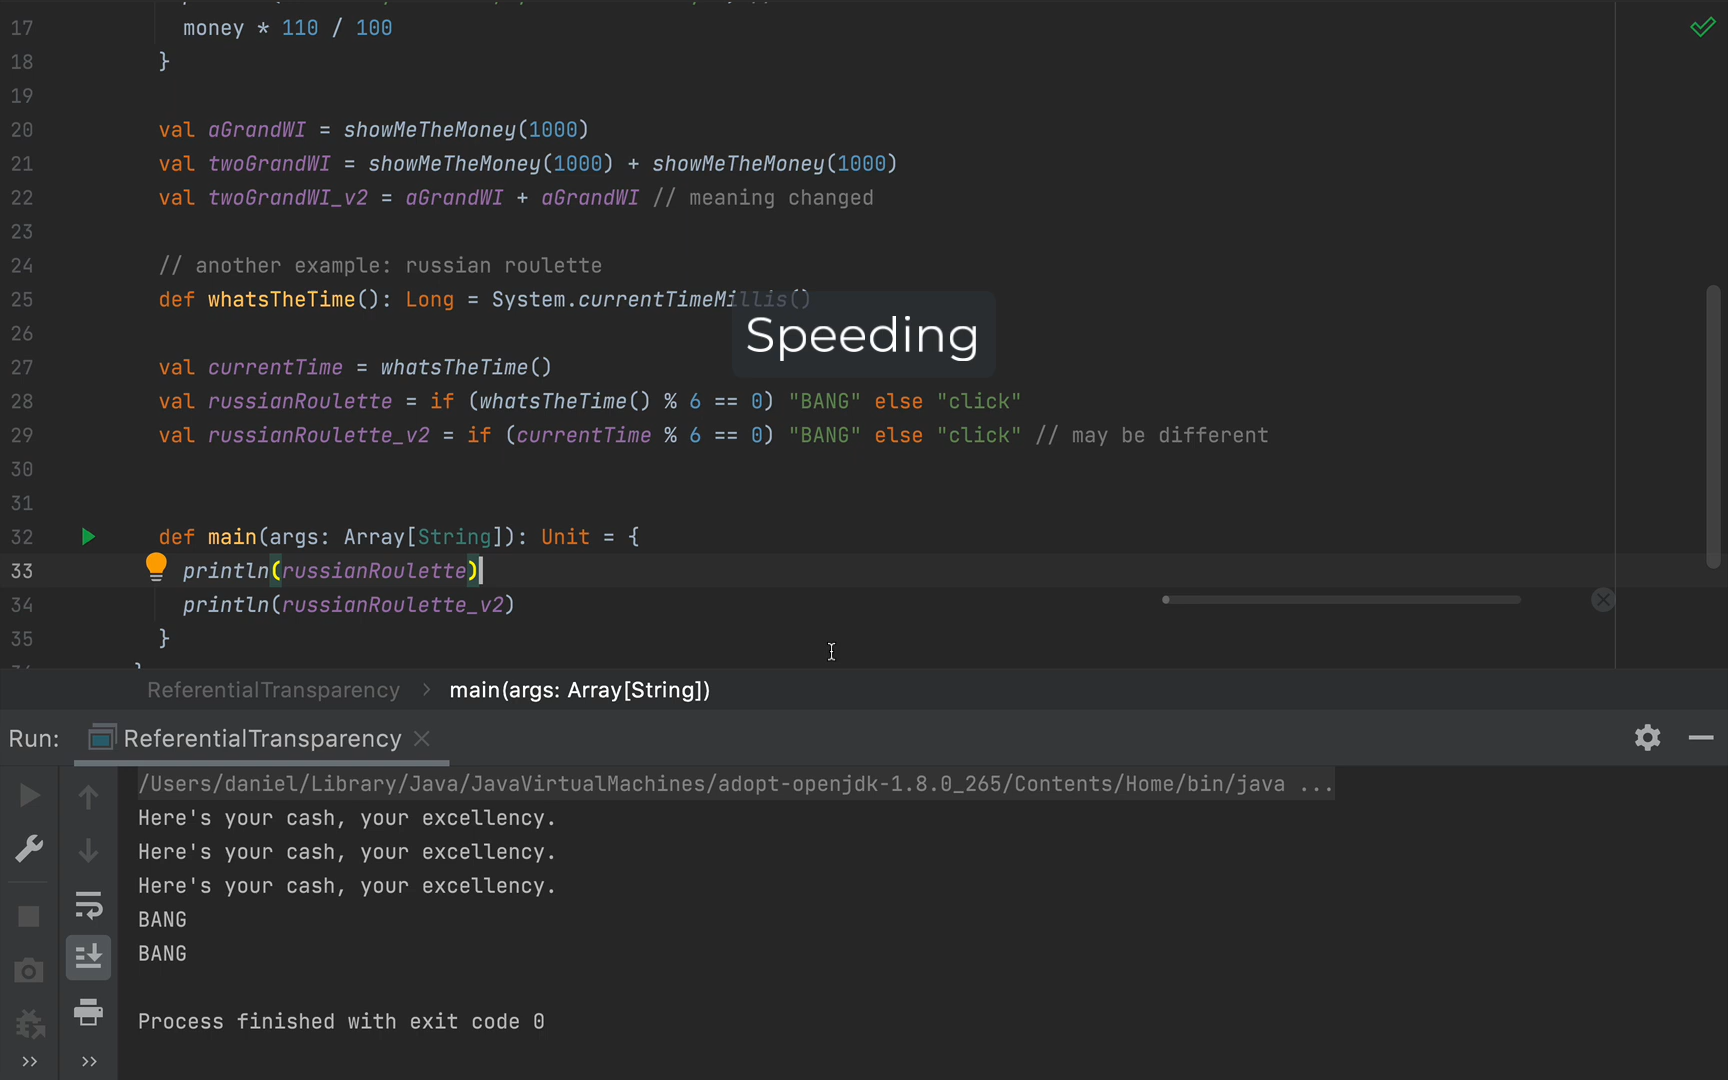 17 money * 110 / 100
18 }
19
20 val aGrandWI = showMeTheMoney(1000)
21 val twoGrandWI = showMeTheMoney(1000) + showMeTheMoney(1000)
22 val twoGrandWI_v2 = aGrandWI + aGrandWI // meaning changed
23
24 // another example: russian roulette
25 def whatsTheTime(): Long = System.currentTimeMillis()
26
Speeding
27 val currentTime = whatsTheTime()
28 val russianRoulette = if (whatsTheTime() % 6 == 0) "BANG" else "click"
29 val russianRoulette_v2 = if (currentTime % 6 == 0) "BANG" else "click" // may be different
30
31
32 def main(args: Array[String]): Unit = {
33 println(russianRoulette)
34 println(russianRoulette_v2)
35 }
ReferentialTransparency > main(args: Array[String])
Run: ReferentialTransparency
/Users/daniel/Library/Java/JavaVirtualMachines/adopt-openjdk-1.8.0_265/Contents/Home/bin/java ...
Here's your cash, your excellency.
Here's your cash, your excellency.
Here's your cash, your excellency.
BANG
BANG
Process finished with exit code 0